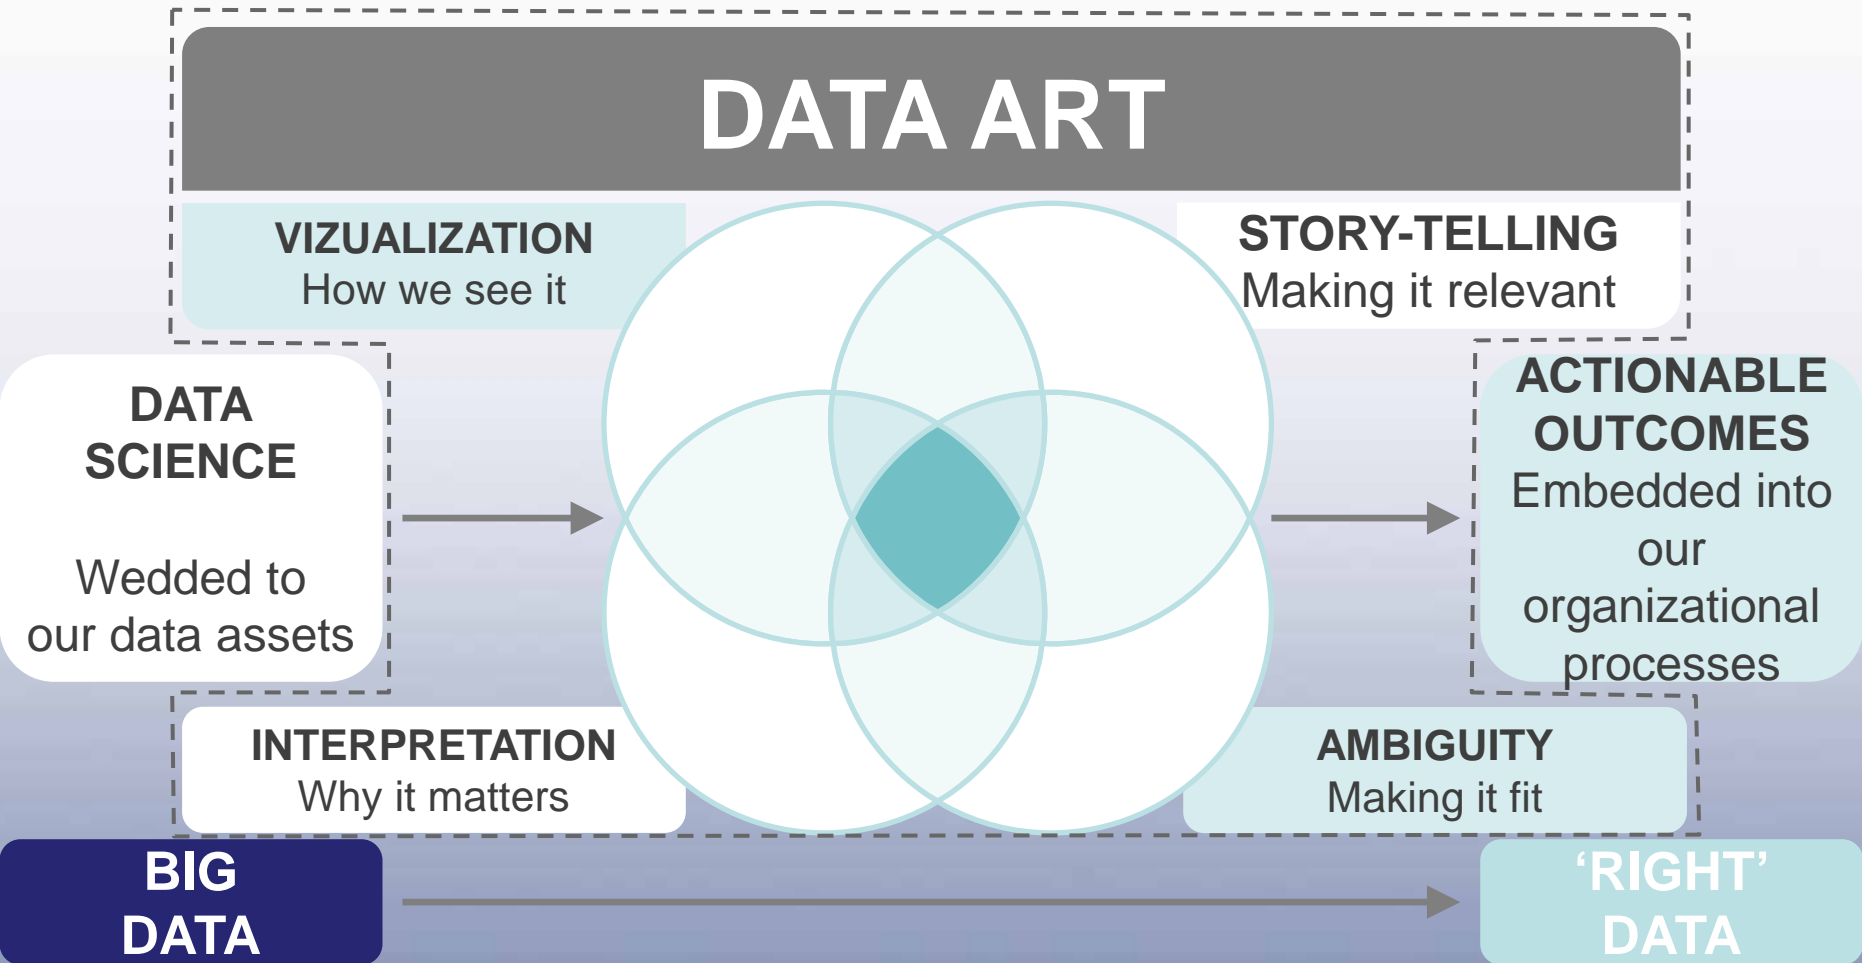 DATA ART
VIZUALIZATION
How we see it
STORY-TELLING
Making it relevant
DATA
SCIENCE
Wedded to
our data assets
ACTIONABLE
OUTCOMES
Embedded into
our
organizational
processes
INTERPRETATION
Why it matters
AMBIGUITY
Making it fit
BIG
DATA
‘RIGHT’
DATA